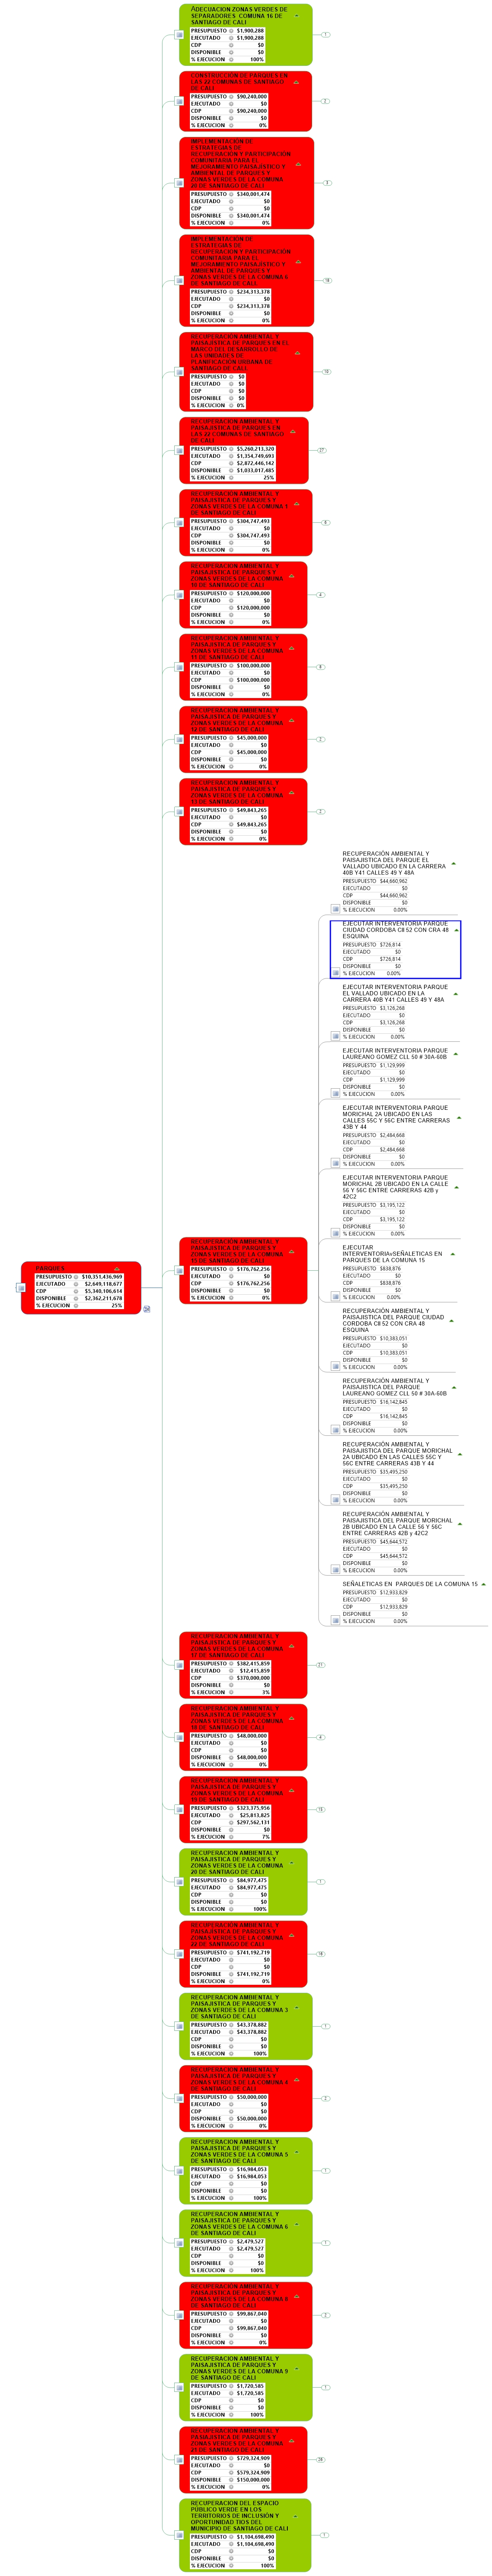 ADECUACION ZONAS VERDES DE
SEPARADORES COMUNA 16 DE
SANTIAGO DE CALI
PRESUPUESTO $1,900,288
EJECUTADO $1,900,288
CDP $0
DISPONIBLE $0
% EJECUCION 100%
1
CONSTRUCCIÓN DE PARQUES EN
LAS 22 COMUNAS DE SANTIAGO
DE CALI
PRESUPUESTO $90,240,000
EJECUTADO $0
CDP $90,240,000
DISPONIBLE $0
% EJECUCION 0%
2
IMPLEMENTACIÓN DE
ESTRATEGIAS DE
RECUPERACIÓN Y PARTICIPACIÓN
COMUNITARIA PARA EL
MEJORAMIENTO PAISAJÍSTICO Y
AMBIENTAL DE PARQUES Y
ZONAS VERDES DE LA COMUNA
20 DE SANTIAGO DE CALI
PRESUPUESTO $340,001,474
EJECUTADO $0
CDP $0
DISPONIBLE $340,001,474
% EJECUCION 0%
IMPLEMENTACION DE
ESTRATEGIAS DE
RECUPERACION Y PARTICIPACIÓN
COMUNITARIA PARA EL
MEJORAMIENTO PAISAJISTICO Y
AMBIENTAL DE PARQUES Y
ZONAS VERDES DE LA COMUNA 6
DE SANTIAGO DE CALI.
PRESUPUESTO $234,313,378
EJECUTADO $0
CDP $234,313,378
DISPONIBLE $0
% EJECUCION 0%
RECUPERACIÓN AMBIENTAL Y
PAISAJISTICA DE PARQUES EN EL
MARCO DEL DESARROLLO DE
LAS UNIDADES DE
PLANIFICACIÓN URBANA DE
SANTIAGO DE CALI.
PRESUPUESTO $0
EJECUTADO $0
CDP $0
DISPONIBLE $0
% EJECUCION 0%
RECUPERACION AMBIENTAL Y
PAISAJISTICA DE PARQUES EN
LAS 22 COMUNAS DE SANTIAGO
DE CALI
PRESUPUESTO $5,260,213,320
EJECUTADO $1,354,749,693
CDP $2,872,446,142
DISPONIBLE $1,033,017,485
% EJECUCION 25%
RECUPERACION AMBIENTAL Y
PAISAJISTICA DE PARQUES Y
ZONAS VERDES DE LA COMUNA 1
DE SANTIAGO DE CALI
PRESUPUESTO $304,747,493
EJECUTADO $0
CDP $304,747,493
DISPONIBLE $0
% EJECUCION 0%
RECUPERACION AMBIENTAL Y
PAISAJISTICA DE PARQUES Y
ZONAS VERDES DE LA COMUNA
10 DE SANTIAGO DE CALI
PRESUPUESTO $120,000,000
EJECUTADO $0
CDP $120,000,000
DISPONIBLE $0
% EJECUCION 0%
4
RECUPERACION AMBIENTAL Y
PAISAJISTICA DE PARQUES Y
ZONAS VERDES DE LA COMUNA
11 DE SANTIAGO DE CALI
PRESUPUESTO $100,000,000
EJECUTADO $0
CDP $100,000,000
DISPONIBLE $0
% EJECUCION 0%
RECUPERACION AMBIENTAL Y
PAISAJISTICA DE PARQUES Y
ZONAS VERDES DE LA COMUNA
12 DE SANTIAGO DE CALI
PRESUPUESTO $45,000,000
EJECUTADO $0
CDP $45,000,000
DISPONIBLE $0
% EJECUCION 0%
2
RECUPERACION AMBIENTAL Y
PAISAJISTICA DE PARQUES Y
ZONAS VERDES DE LA COMUNA
13 DE SANTIAGO DE CALI
PRESUPUESTO $49,843,265
EJECUTADO $0
CDP $49,843,265
DISPONIBLE $0
% EJECUCION 0%
2
RECUPERACIÓN AMBIENTAL Y
PAISAJISTICA DEL PARQUE EL
VALLADO UBICADO EN LA CARRERA
40B Y41 CALLES 49 Y 48A
PRESUPUESTO $44,660,962
EJECUTADO $0
CDP $44,660,962
DISPONIBLE $0
% EJECUCION 0.00%
EJECUTAR INTERVENTORIA PARQUE
CIUDAD CORDOBA Cll 52 CON CRA 48
ESQUINA
PRESUPUESTO $726,814
EJECUTADO $0
CDP $726,814
DISPONIBLE $0
% EJECUCION 0.00%
EJECUTAR INTERVENTORIA PARQUE
EL VALLADO UBICADO EN LA
CARRERA 40B Y41 CALLES 49 Y 48A
PRESUPUESTO $3,126,268
EJECUTADO $0
CDP $3,126,268
DISPONIBLE $0
% EJECUCION 0.00%
EJECUTAR INTERVENTORIA PARQUE
LAUREANO GOMEZ CLL 50 # 30A-60B
PRESUPUESTO $1,129,999
EJECUTADO $0
CDP $1,129,999
DISPONIBLE $0
% EJECUCION 0.00%
EJECUTAR INTERVENTORIA PARQUE
MORICHAL 2A UBICADO EN LAS
CALLES 55C Y 56C ENTRE CARRERAS
43B Y 44
PRESUPUESTO $2,484,668
EJECUTADO $0
CDP $2,484,668
DISPONIBLE $0
% EJECUCION 0.00%
EJECUTAR INTERVENTORIA PARQUE
MORICHAL 2B UBICADO EN LA CALLE
56 Y 56C ENTRE CARRERAS 42B y
42C2
PRESUPUESTO $3,195,122
EJECUTADO $0
CDP $3,195,122
DISPONIBLE $0
% EJECUCION 0.00%
EJECUTAR
INTERVENTORIA-SEÑALETICAS EN
PARQUES DE LA COMUNA 15
PRESUPUESTO $838,876
EJECUTADO $0
CDP $838,876
DISPONIBLE $0
% EJECUCION 0.00%
RECUPERACIÓN AMBIENTAL Y
PAISAJISTICA DEL PARQUE CIUDAD
CORDOBA Cll 52 CON CRA 48
ESQUINA
PRESUPUESTO $10,383,051
EJECUTADO $0
CDP $10,383,051
DISPONIBLE $0
% EJECUCION 0.00%
RECUPERACIÓN AMBIENTAL Y
PAISAJISTICA DEL PARQUE
LAUREANO GOMEZ CLL 50 # 30A-60B
PRESUPUESTO $16,142,845
EJECUTADO $0
CDP $16,142,845
DISPONIBLE $0
% EJECUCION 0.00%
RECUPERACIÓN AMBIENTAL Y
PAISAJISTICA DEL PARQUE MORICHAL
2A UBICADO EN LAS CALLES 55C Y
56C ENTRE CARRERAS 43B Y 44
PRESUPUESTO $35,495,250
EJECUTADO $0
CDP $35,495,250
DISPONIBLE $0
% EJECUCION 0.00%
RECUPERACIÓN AMBIENTAL Y
PAISAJISTICA DEL PARQUE MORICHAL
2B UBICADO EN LA CALLE 56 Y 56C
ENTRE CARRERAS 42B y 42C2
PRESUPUESTO $45,644,572
EJECUTADO $0
CDP $45,644,572
DISPONIBLE $0
% EJECUCION 0.00%
SEÑALETICAS EN PARQUES DE LA COMUNA 15
PRESUPUESTO $12,933,829
EJECUTADO $0
CDP $12,933,829
DISPONIBLE $0
% EJECUCION 0.00%
RECUPERACION AMBIENTAL Y
PAISAJISTICA DE PARQUES Y
ZONAS VERDES DE LA COMUNA
15 DE SANTIAGO DE CALI
PRESUPUESTO $176,762,256
EJECUTADO $0
CDP $176,762,256
DISPONIBLE $0
% EJECUCION 0%
PARQUES
PRESUPUESTO $10,351,436,969
EJECUTADO $2,649,118,677
CDP $5,340,106,614
DISPONIBLE $2,362,211,678
% EJECUCION 25%
RECUPERACION AMBIENTAL Y
PAISAJISTICA DE PARQUES Y
ZONAS VERDES DE LA COMUNA
17 DE SANTIAGO DE CALI
PRESUPUESTO $382,415,859
EJECUTADO $12,415,859
CDP $370,000,000
DISPONIBLE $0
% EJECUCION 3%
21
RECUPERACION AMBIENTAL Y
PAISAJISTICA DE PARQUES Y
ZONAS VERDES DE LA COMUNA
18 DE SANTIAGO DE CALI
PRESUPUESTO $48,000,000
EJECUTADO $0
CDP $0
DISPONIBLE $48,000,000
% EJECUCION 0%
4
RECUPERACION AMBIENTAL Y
PAISAJISTICA DE PARQUES Y
ZONAS VERDES DE LA COMUNA
19 DE SANTIAGO DE CALI
PRESUPUESTO $323,375,956
EJECUTADO $25,813,825
CDP $297,562,131
DISPONIBLE $0
% EJECUCION 7%
15
RECUPERACION AMBIENTAL Y
PAISAJISTICA DE PARQUES Y
ZONAS VERDES DE LA COMUNA
20 DE SANTIAGO DE CALI
PRESUPUESTO $84,977,475
EJECUTADO $84,977,475
CDP $0
DISPONIBLE $0
% EJECUCION 100%
1
RECUPERACION AMBIENTAL Y
PAISAJISTICA DE PARQUES Y
ZONAS VERDES DE LA COMUNA
22 DE SANTIAGO DE CALI
PRESUPUESTO $741,192,719
EJECUTADO $0
CDP $0
DISPONIBLE $741,192,719
% EJECUCION 0%
16
RECUPERACION AMBIENTAL Y
PAISAJISTICA DE PARQUES Y
ZONAS VERDES DE LA COMUNA 3
DE SANTIAGO DE CALI
PRESUPUESTO $43,378,882
EJECUTADO $43,378,882
CDP $0
DISPONIBLE $0
% EJECUCION 100%
1
RECUPERACION AMBIENTAL Y
PAISAJISTICA DE PARQUES Y
ZONAS VERDES DE LA COMUNA 4
DE SANTIAGO DE CALI
PRESUPUESTO $50,000,000
EJECUTADO $0
CDP $0
DISPONIBLE $50,000,000
% EJECUCION 0%
2
RECUPERACION AMBIENTAL Y
PAISAJISTICA DE PARQUES Y
ZONAS VERDES DE LA COMUNA 5
DE SANTIAGO DE CALI
PRESUPUESTO $16,984,053
EJECUTADO $16,984,053
CDP $0
DISPONIBLE $0
% EJECUCION 100%
1
RECUPERACION AMBIENTAL Y
PAISAJISTICA DE PARQUES Y
ZONAS VERDES DE LA COMUNA 6
DE SANTIAGO DE CALI
PRESUPUESTO $2,479,527
EJECUTADO $2,479,527
CDP $0
DISPONIBLE $0
% EJECUCION 100%
1
RECUPERACION AMBIENTAL Y
PAISAJISTICA DE PARQUES Y
ZONAS VERDES DE LA COMUNA 8
DE SANTIAGO DE CALI
PRESUPUESTO $99,867,040
EJECUTADO $0
CDP $99,867,040
DISPONIBLE $0
% EJECUCION 0%
2
RECUPERACION AMBIENTAL Y
PAISAJISTICA DE PARQUES Y
ZONAS VERDES DE LA COMUNA 9
DE SANTIAGO DE CALI
PRESUPUESTO $1,720,585
EJECUTADO $1,720,585
CDP $0
DISPONIBLE $0
% EJECUCION 100%
1
RECUPERACION AMBIENTAL Y
PAISAJISTICA DE PARQUES Y
ZONAS VERDES DE LA COMUNA
21 DE SANTIAGO DE CALI
PRESUPUESTO $729,324,909
EJECUTADO $0
CDP $579,324,909
DISPONIBLE $150,000,000
% EJECUCION 0%
RECUPERACION DEL ESPACIO
PÚBLICO VERDE EN LOS
TERRITORIOS DE INCLUSIÓN Y
OPORTUNIDAD TIOS DEL
MUNICIPIO DE SANTIAGO DE CALI
PRESUPUESTO $1,104,698,490
EJECUTADO $1,104,698,490
CDP $0
DISPONIBLE $0
% EJECUCION 100%
1